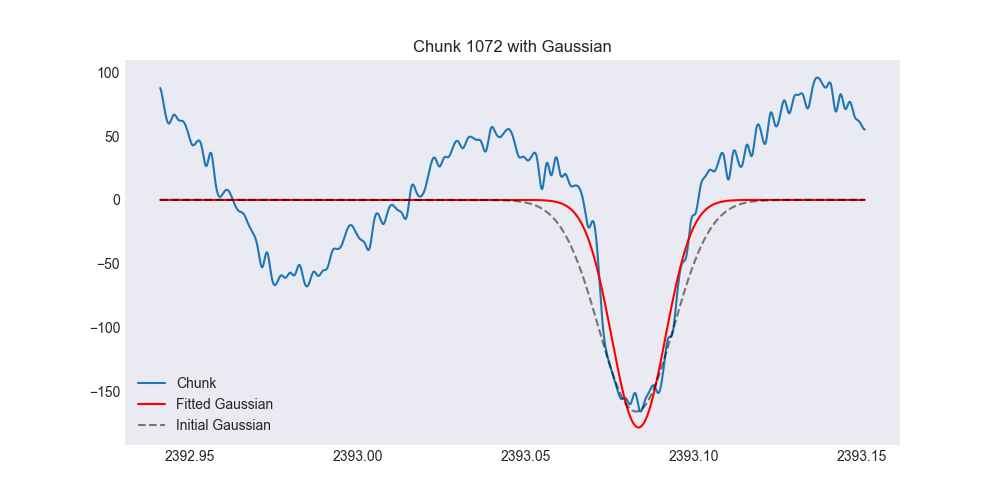 Chunk 1072 with Gaussian
100
50
0
−50
−100
−150
Chunk
Fitted Gaussian
Initial Gaussian
2392.95 2393.00 2393.05 2393.10 2393.15